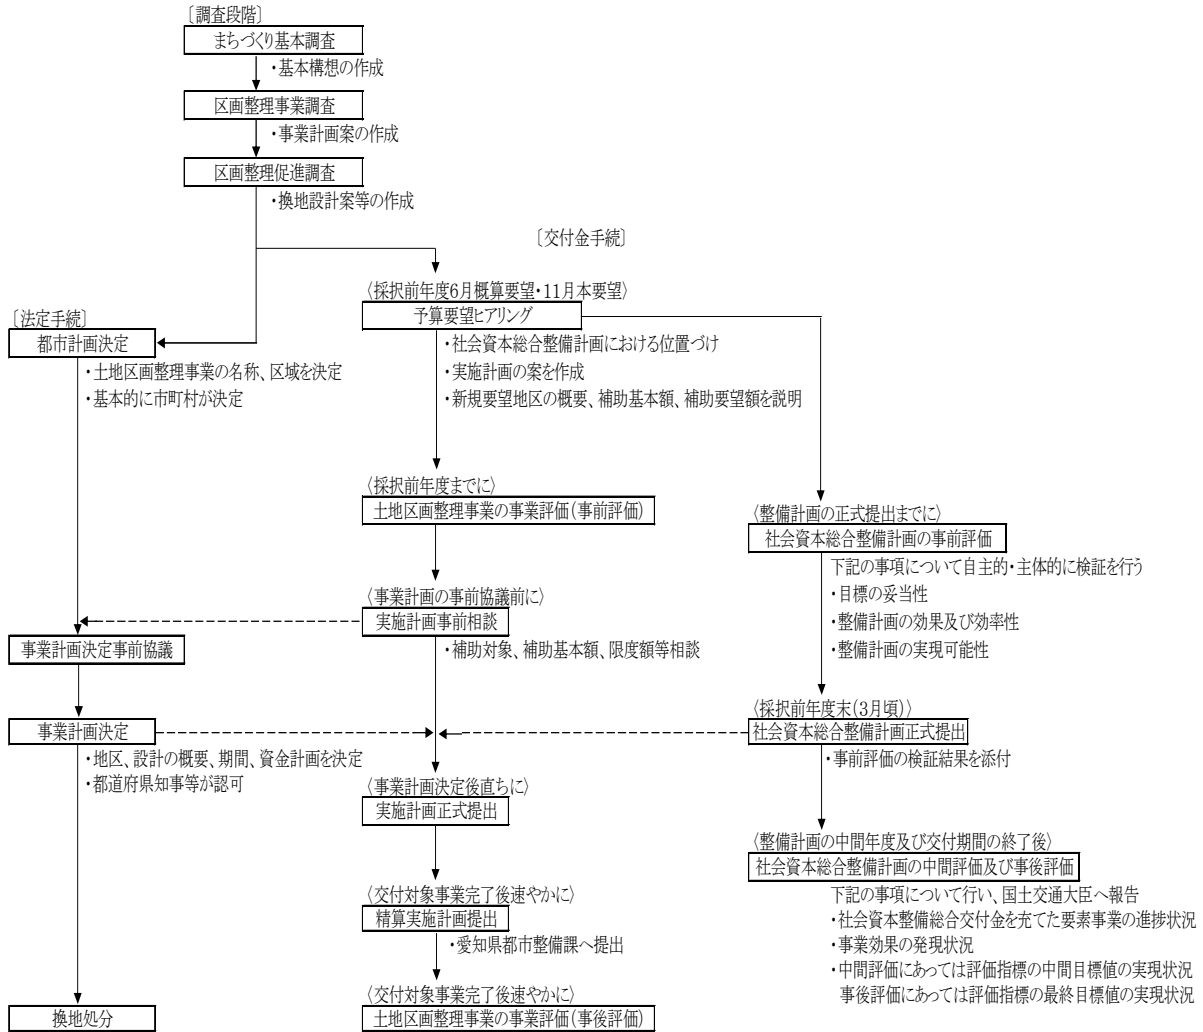 〔調査段階〕
まちづくり基本調査
・基本構想の作成
区画整理事業調査
・事業計画案の作成
区画整理促進調査
・換地設計案等の作成
〔法定手続〕
都市計画決定
・土地区画整理事業の名称、区域を決定
・基本的に市町村が決定
事業計画決定事前協議
事業計画決定
・地区、設計の概要、期間、資金計画を決定
・都道府県知事等が認可
換地処分
〔交付金手続〕
〈採択前年度6月概算要望・11月本要望〉
予算要望ヒアリング
・社会資本総合整備計画における位置づけ
・実施計画の案を作成
・新規要望地区の概要、補助基本額、補助要望額を説明
〈採択前年度までに〉
土地区画整理事業の事業評価(事前評価)
〈事業計画の事前協議前に〉
実施計画事前相談
・補助対象、補助基本額、限度額等相談
〈事業計画決定後直ちに〉
実施計画正式提出
〈交付対象事業完了後速やかに〉
精算実施計画提出
・愛知県都市整備課へ提出
〈交付対象事業完了後速やかに〉
土地区画整理事業の事業評価(事後評価)
〈整備計画の正式提出までに〉
社会資本総合整備計画の事前評価
下記の事項について自主的・主体的に検証を行う
・目標の妥当性
・整備計画の効果及び効率性
・整備計画の実現可能性
〈採択前年度末(3月頃)〉
社会資本総合整備計画正式提出
・事前評価の検証結果を添付
〈整備計画の中間年度及び交付期間の終了後〉
社会資本総合整備計画の中間評価及び事後評価
下記の事項について行い、国土交通大臣へ報告
・社会資本整備総合交付金を充てた要素事業の進捗状況
・事業効果の発現状況
・中間評価にあっては評価指標の中間目標値の実現状況
事後評価にあっては評価指標の最終目標値の実現状況